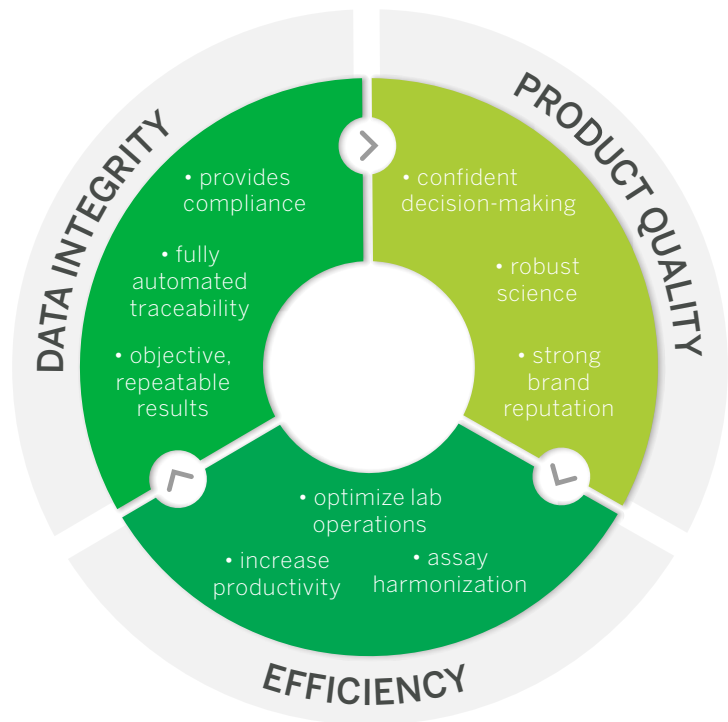 DATA INTEGRITY
• provides
compliance
• fully
automated
traceability
• objective,
repeatable
results
PRODUCT QUALITY
• confident
decision-making
• robust
science
• strong
brand
reputation
• optimize lab
operations
• increase
productivity
• assay
harmonization
EFFICIENCY